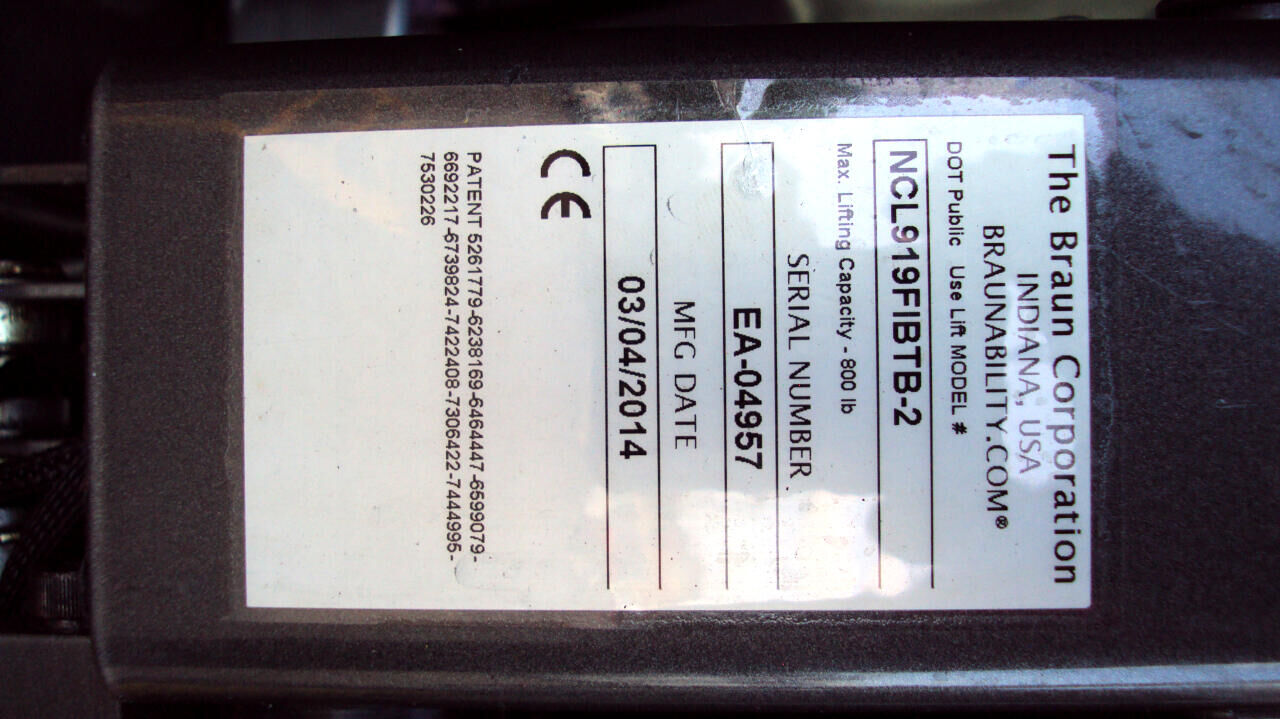 The Braun Corporation
INDIANA, USA
BRAUNABILITY.COM®
DOT Public Use Lift MODEL #
NCL919FIBTB-2
Max. Lifting Capacity - 800 lb
SERIAL NUMBER
EA-04957
MFG DATE
03/04/2014
CE
PATENT 5261779-6238169-6464447-6599079-
6692217-6739824-7422408-7306422-7444995-
7530226